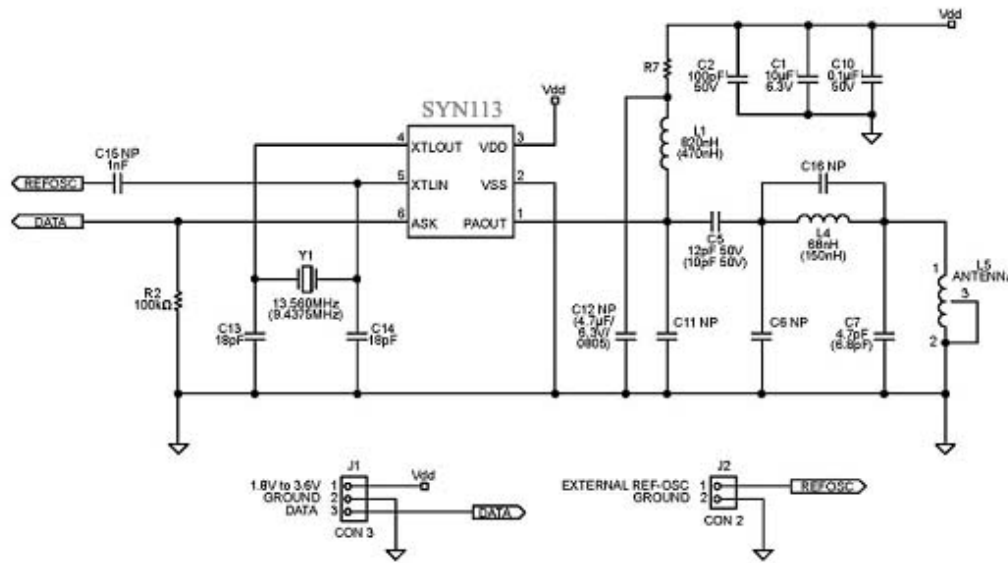 Vdd
R7
C2
100pF
50V
C1
10µF
6.3V
C10
0.1µF
50V
SYN113
Vdd
L1
820nH
(470nH)
4
XTLOUT
VDD
3
C15 NP
1nF
C16 NP
REFOSC
5
XTLIN
VSS
2
DATA
6
ASK
PAOUT
1
C5
12pF 50V
(10pF 50V)
L4
68nH
(150nH)
Y1
13.560MHz
(9.4375MHz)
L5
ANTENNA
1
3
2
R2
100kΩ
C13
18pF
C14
18pF
C12 NP
(4.7µF/
6.3V/
0805)
C11 NP
C6 NP
C7
4.7pF
(6.8pF)
J1
1.8V to 3.6V
1
Vdd
GROUND
2
DATA
3
DATA
CON 3
J2
EXTERNAL REF-OSC
1
REFOSC
GROUND
2
CON 2